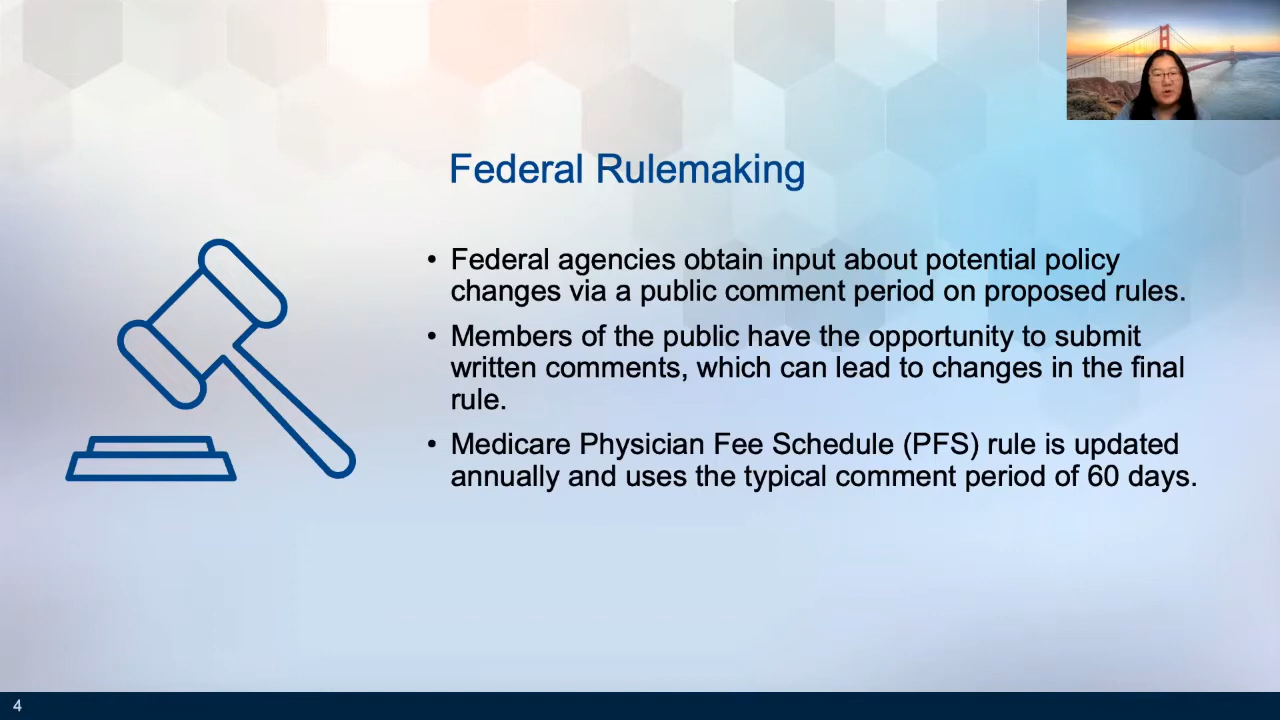 Federal Rulemaking
• Federal agencies obtain input about potential policy
changes via a public comment period on proposed rules.
• Members of the public have the opportunity to submit
written comments, which can lead to changes in the final
rule.
• Medicare Physician Fee Schedule (PFS) rule is updated
annually and uses the typical comment period of 60 days.
4